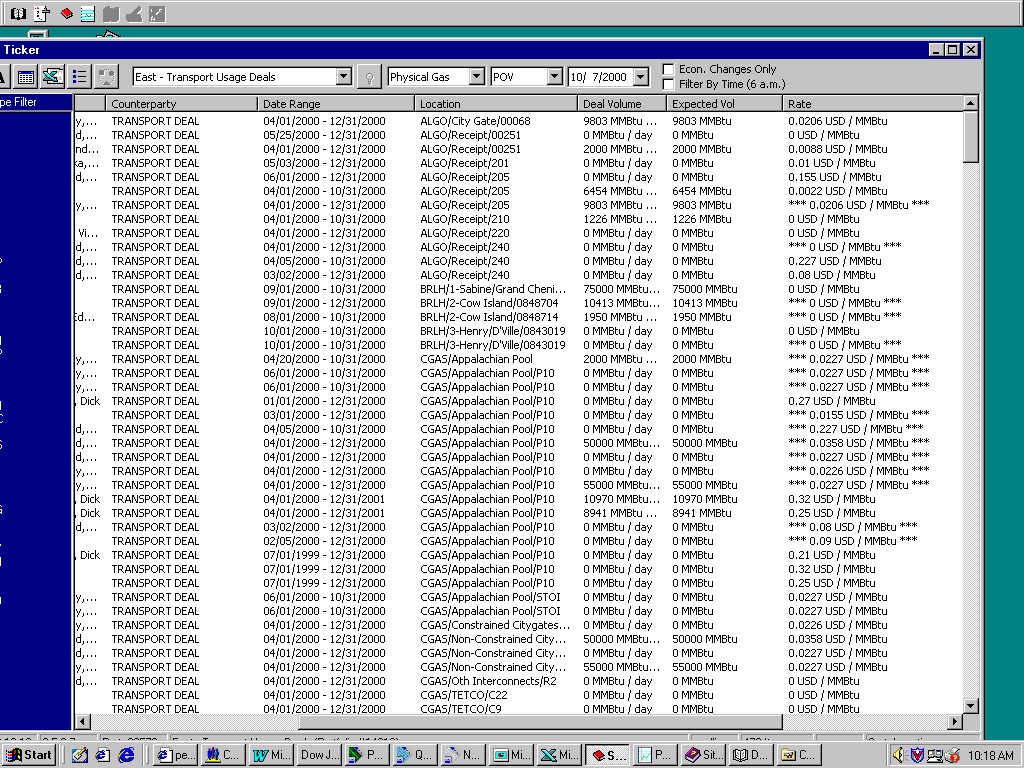 Ticker
East - Transport Usage Deals Physical Gas POV 10/ 7/2000 Econ. Changes Only
Filter By Time (6 a.m.)
pe Filter Counterparty Date Range Location Deal Volume Expected Vol Rate
y,... TRANSPORT DEAL 04/01/2000 - 12/31/2000 ALGO/City Gate/00068 9803 MMBtu ... 9803 MMBtu 0.0206 USD / MMBtu
d,... TRANSPORT DEAL 05/25/2000 - 12/31/2000 ALGO/Receipt/00251 0 MMBtu / day 0 MMBtu 0 USD / MMBtu
nd... TRANSPORT DEAL 04/01/2000 - 12/31/2000 ALGO/Receipt/00251 2000 MMBtu ... 2000 MMBtu 0.0088 USD / MMBtu
ka,... TRANSPORT DEAL 05/03/2000 - 12/31/2000 ALGO/Receipt/201 0 MMBtu / day 0 MMBtu 0.01 USD / MMBtu
d,... TRANSPORT DEAL 06/01/2000 - 10/31/2000 ALGO/Receipt/205 0 MMBtu / day 0 MMBtu 0.155 USD / MMBtu
TRANSPORT DEAL 04/01/2000 - 10/31/2000 ALGO/Receipt/205 6454 MMBtu ... 6454 MMBtu 0.0022 USD / MMBtu
y,... TRANSPORT DEAL 04/01/2000 - 10/31/2000 ALGO/Receipt/205 9803 MMBtu ... 9803 MMBtu *** 0.0206 USD / MMBtu ***
TRANSPORT DEAL 04/01/2000 - 10/31/2000 ALGO/Receipt/210 1226 MMBtu ... 1226 MMBtu 0 USD / MMBtu
Vi... TRANSPORT DEAL 04/01/2000 - 12/31/2000 ALGO/Receipt/220 0 MMBtu / day 0 MMBtu 0 USD / MMBtu
d,... TRANSPORT DEAL 04/01/2000 - 12/31/2000 ALGO/Receipt/240 0 MMBtu / day 0 MMBtu *** 0 USD / MMBtu ***
d,... TRANSPORT DEAL 04/05/2000 - 12/31/2000 ALGO/Receipt/240 0 MMBtu / day 0 MMBtu 0.227 USD / MMBtu
d,... TRANSPORT DEAL 03/02/2000 - 12/31/2000 ALGO/Receipt/240 0 MMBtu / day 0 MMBtu 0.08 USD / MMBtu
TRANSPORT DEAL 09/01/2000 - 10/31/2000 BRLH/1-Sabine/Grand Cheni... 75000 MMBtu... 75000 MMBtu 0 USD / MMBtu
TRANSPORT DEAL 09/01/2000 - 12/31/2000 BRLH/2-Cow Island/0848704 10413 MMBtu... 10413 MMBtu *** 0 USD / MMBtu ***
Ed... TRANSPORT DEAL 08/01/2000 - 10/31/2000 BRLH/2-Cow Island/0848714 1950 MMBtu ... 1950 MMBtu *** 0 USD / MMBtu ***
TRANSPORT DEAL 10/01/2000 - 10/31/2000 BRLH/3-Henry/D'Ville/0843019 0 MMBtu / day 0 MMBtu 0 USD / MMBtu
TRANSPORT DEAL 10/01/2000 - 10/31/2000 BRLH/3-Henry/D'Ville/0843019 0 MMBtu / day 0 MMBtu *** 0 USD / MMBtu ***
y,... TRANSPORT DEAL 04/20/2000 - 10/31/2000 CGAS/Appalachian Pool 2000 MMBtu ... 2000 MMBtu *** 0.0227 USD / MMBtu ***
y,... TRANSPORT DEAL 06/01/2000 - 10/31/2000 CGAS/Appalachian Pool/P10 0 MMBtu / day 0 MMBtu *** 0.0227 USD / MMBtu ***
y,... TRANSPORT DEAL 06/01/2000 - 10/31/2000 CGAS/Appalachian Pool/P10 0 MMBtu / day 0 MMBtu *** 0.0227 USD / MMBtu ***
, Dick TRANSPORT DEAL 01/01/2000 - 12/31/2000 CGAS/Appalachian Pool/P10 0 MMBtu / day 0 MMBtu 0.27 USD / MMBtu
TRANSPORT DEAL 03/01/2000 - 12/31/2000 CGAS/Appalachian Pool/P10 0 MMBtu / day 0 MMBtu *** 0.0155 USD / MMBtu ***
d,... TRANSPORT DEAL 04/05/2000 - 10/31/2000 CGAS/Appalachian Pool/P10 0 MMBtu / day 0 MMBtu *** 0.227 USD / MMBtu ***
d,... TRANSPORT DEAL 04/01/2000 - 12/31/2000 CGAS/Appalachian Pool/P10 50000 MMBtu... 50000 MMBtu *** 0.0358 USD / MMBtu ***
d,... TRANSPORT DEAL 04/01/2000 - 12/31/2000 CGAS/Appalachian Pool/P10 0 MMBtu / day 0 MMBtu *** 0.0227 USD / MMBtu ***
y,... TRANSPORT DEAL 04/01/2000 - 10/31/2000 CGAS/Appalachian Pool/P10 0 MMBtu / day 0 MMBtu *** 0.0226 USD / MMBtu ***
y,... TRANSPORT DEAL 04/01/2000 - 12/31/2000 CGAS/Appalachian Pool/P10 55000 MMBtu... 55000 MMBtu *** 0.0227 USD / MMBtu ***
, Dick TRANSPORT DEAL 04/01/2000 - 12/31/2001 CGAS/Appalachian Pool/P10 10970 MMBtu... 10970 MMBtu 0.32 USD / MMBtu
, Dick TRANSPORT DEAL 04/01/2000 - 12/31/2001 CGAS/Appalachian Pool/P10 8941 MMBtu ... 8941 MMBtu 0.25 USD / MMBtu
d,... TRANSPORT DEAL 03/02/2000 - 12/31/2000 CGAS/Appalachian Pool/P10 0 MMBtu / day 0 MMBtu *** 0.08 USD / MMBtu ***
TRANSPORT DEAL 02/05/2000 - 12/31/2000 CGAS/Appalachian Pool/P10 0 MMBtu / day 0 MMBtu *** 0.09 USD / MMBtu ***
, Dick TRANSPORT DEAL 07/01/1999 - 12/31/2000 CGAS/Appalachian Pool/P10 0 MMBtu / day 0 MMBtu 0.21 USD / MMBtu
TRANSPORT DEAL 07/01/1999 - 12/31/2000 CGAS/Appalachian Pool/P10 0 MMBtu / day 0 MMBtu 0.32 USD / MMBtu
TRANSPORT DEAL 07/01/1999 - 12/31/2000 CGAS/Appalachian Pool/P10 0 MMBtu / day 0 MMBtu 0.25 USD / MMBtu
y,... TRANSPORT DEAL 06/01/2000 - 10/31/2000 CGAS/Appalachian Pool/STOI 0 MMBtu / day 0 MMBtu 0.0227 USD / MMBtu
y,... TRANSPORT DEAL 06/01/2000 - 10/31/2000 CGAS/Appalachian Pool/STOI 0 MMBtu / day 0 MMBtu 0.0227 USD / MMBtu
y,... TRANSPORT DEAL 04/01/2000 - 10/31/2000 CGAS/Constrained Citygates... 0 MMBtu / day 0 MMBtu 0.0226 USD / MMBtu
d,... TRANSPORT DEAL 04/01/2000 - 12/31/2000 CGAS/Non-Constrained City... 50000 MMBtu... 50000 MMBtu 0.0358 USD / MMBtu
d,... TRANSPORT DEAL 04/01/2000 - 12/31/2000 CGAS/Non-Constrained City... 0 MMBtu / day 0 MMBtu 0.0227 USD / MMBtu
y,... TRANSPORT DEAL 04/01/2000 - 12/31/2000 CGAS/Non-Constrained City... 55000 MMBtu... 55000 MMBtu 0.0227 USD / MMBtu
d,... TRANSPORT DEAL 04/01/2000 - 12/31/2000 CGAS/Oth Interconnects/R2 0 MMBtu / day 0 MMBtu 0 USD / MMBtu
TRANSPORT DEAL 04/01/2000 - 12/31/2000 CGAS/TETCO/C22 0 MMBtu / day 0 MMBtu 0 USD / MMBtu
TRANSPORT DEAL 04/01/2000 - 12/31/2000 CGAS/TETCO/C9 0 MMBtu / day 0 MMBtu 0 USD / MMBtu
Start pe... C... Mi... Dow J... P... Q... N... Mi... Mi... S... P... Sit... D... C... 10:18 AM